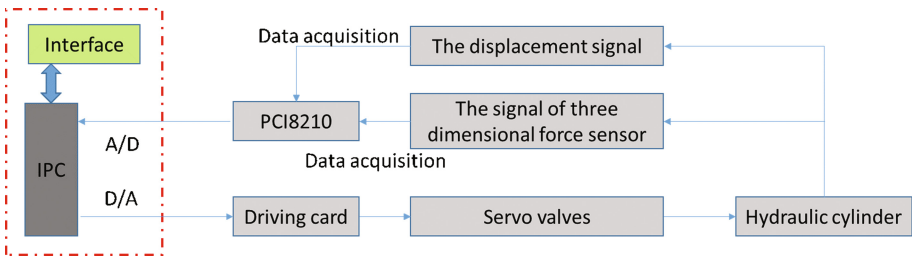 Interface
IPC
A/D
D/A
Data acquisition
The displacement signal
PCI8210
The signal of three
dimensional force sensor
Data acquisition
Driving card
Servo valves
Hydraulic cylinder